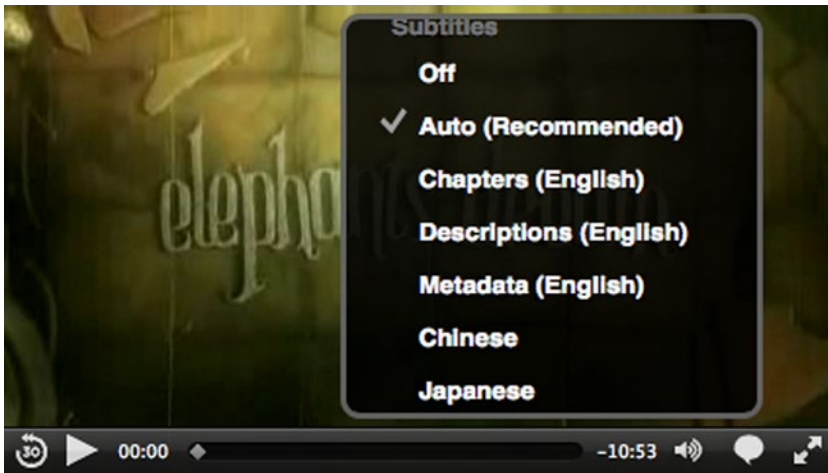 Subtitles
Off
Auto (Recommended)
Chapters (English)
Descriptions (English)
Metadata (English)
Chinese
Japanese
elephants dream
30
00:00
-10:53